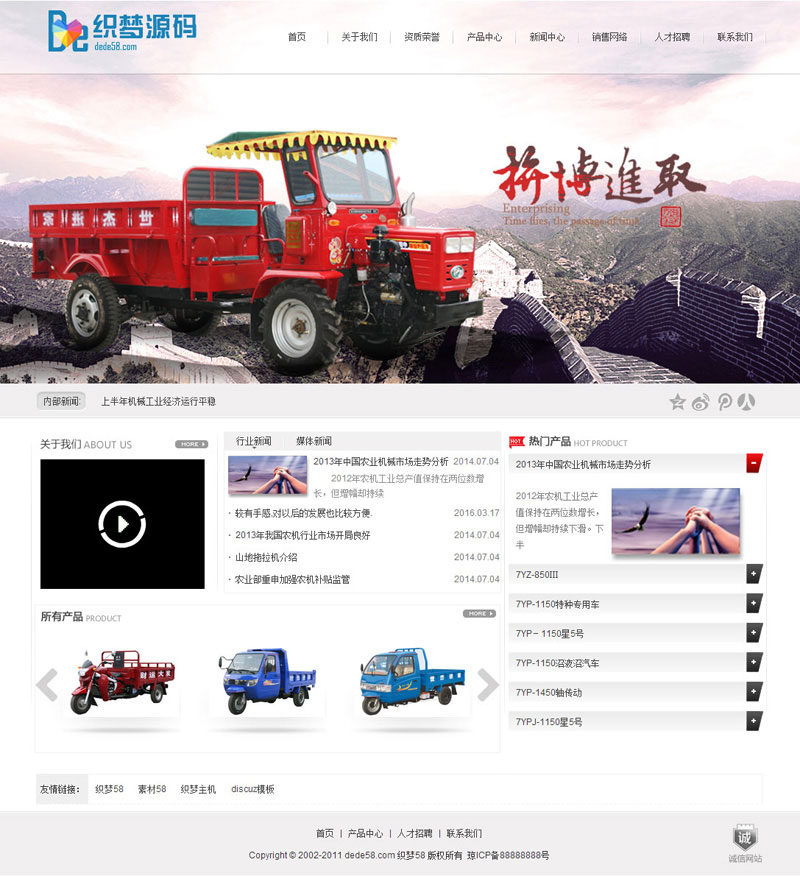 织梦源码
dede58.com
首页 关于我们 资质荣誉 产品中心 新闻中心 销售网络 人才招聘 联系我们
拼博進取
Enterprising
Time flies, the passage of time
世杰张家
内部新闻: 上半年机械工业经济运行平稳
关于我们 ABOUT US MORE
行业新闻 媒体新闻
2013年中国农业机械市场走势分析 2014.07.04
2012年农机工业总产值保持在两位数增
长，但增幅却持续
· 较有手感.对以后的发展也比较方便. 2016.03.17
· 2013年我国农机行业市场开局良好 2014.07.04
· 山地拖拉机介绍 2014.07.04
· 农业部重申加强农机补贴监管 2014.07.04
HOT 热门产品 HOT PRODUCT
2013年中国农业机械市场走势分析
2012年农机工业总产
值保持在两位数增长，
但增幅却持续下滑。下
半
7YZ-850III
7YP-1150特种专用车
7YP－1150星5号
7YP-1150沼液沼汽车
7YP-1450轴传动
7YPJ-1150星5号
所有产品 PRODUCT MORE
财运大发
友情链接： 织梦58 素材58 织梦主机 discuz模板
首页 | 产品中心 | 人才招聘 | 联系我们
Copyright © 2002-2011 dede58.com 织梦58 版权所有 琼ICP备88888888号
诚
诚信网站